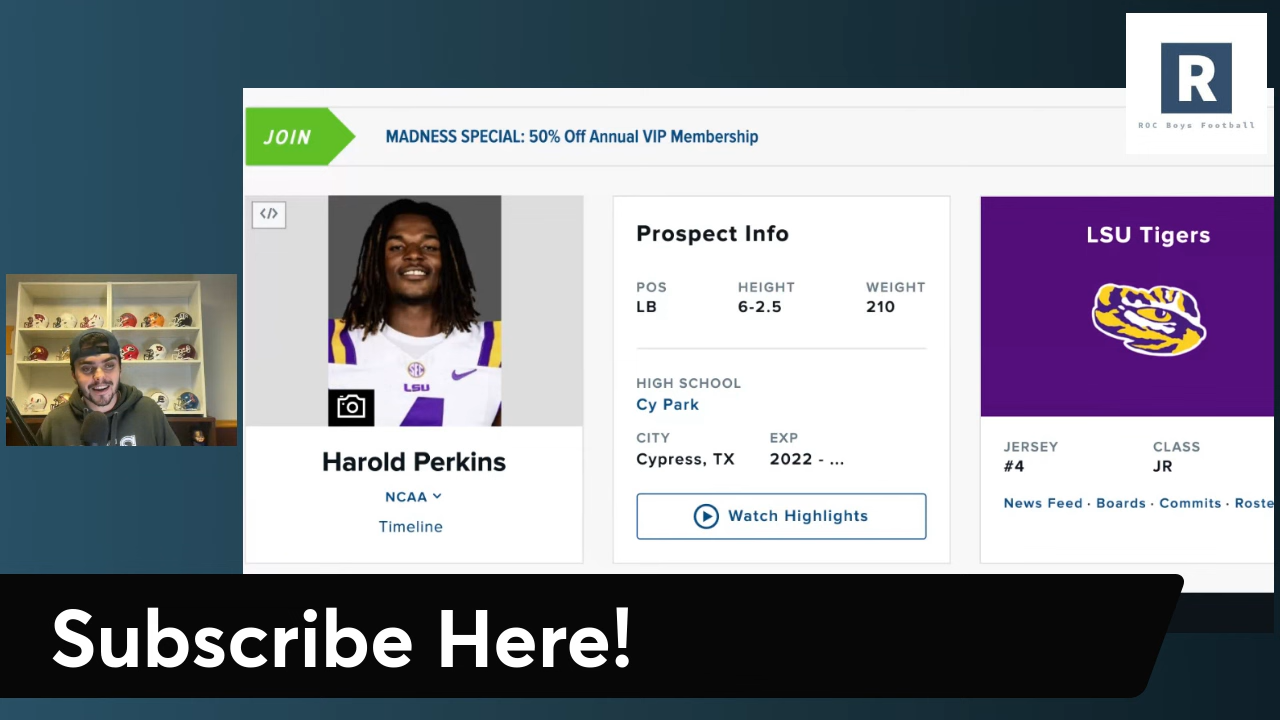 R
ROC Boys Football
JOIN
MADNESS SPECIAL: 50% Off Annual VIP Membership
</>
SEC
LSU
Harold Perkins
NCAA
Timeline
Prospect Info
POS HEIGHT WEIGHT
LB 6-2.5 210
HIGH SCHOOL
Cy Park
CITY EXP
Cypress, TX 2022 - ...
Watch Highlights
LSU Tigers
JERSEY CLASS
#4 JR
News Feed · Boards · Commits · Roste
Subscribe Here!